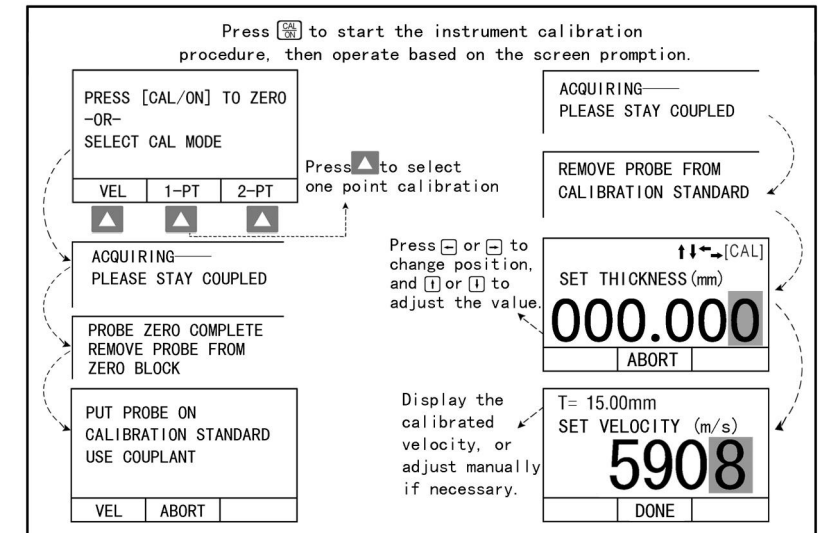 Press CAL ON to start the instrument calibration
procedure, then operate based on the screen promption.
PRESS [CAL/ON] TO ZERO
-OR-
SELECT CAL MODE
VEL 1-PT 2-PT
Press ▲ to select
one point calibration
ACQUIRING——
PLEASE STAY COUPLED
PROBE ZERO COMPLETE
REMOVE PROBE FROM
ZERO BLOCK
PUT PROBE ON
CALIBRATION STANDARD
USE COUPLANT
VEL ABORT
ACQUIRING——
PLEASE STAY COUPLED
REMOVE PROBE FROM
CALIBRATION STANDARD
Press ← or → to
change position,
and ↑ or ↓ to
adjust the value.
↑↓←→[CAL]
SET THICKNESS(mm)
000.000
ABORT
Display the
calibrated
velocity, or
adjust manually
if necessary.
T= 15.00mm
SET VELOCITY (m/s)
5908
DONE